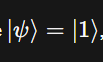 |ψ⟩ = |1⟩,